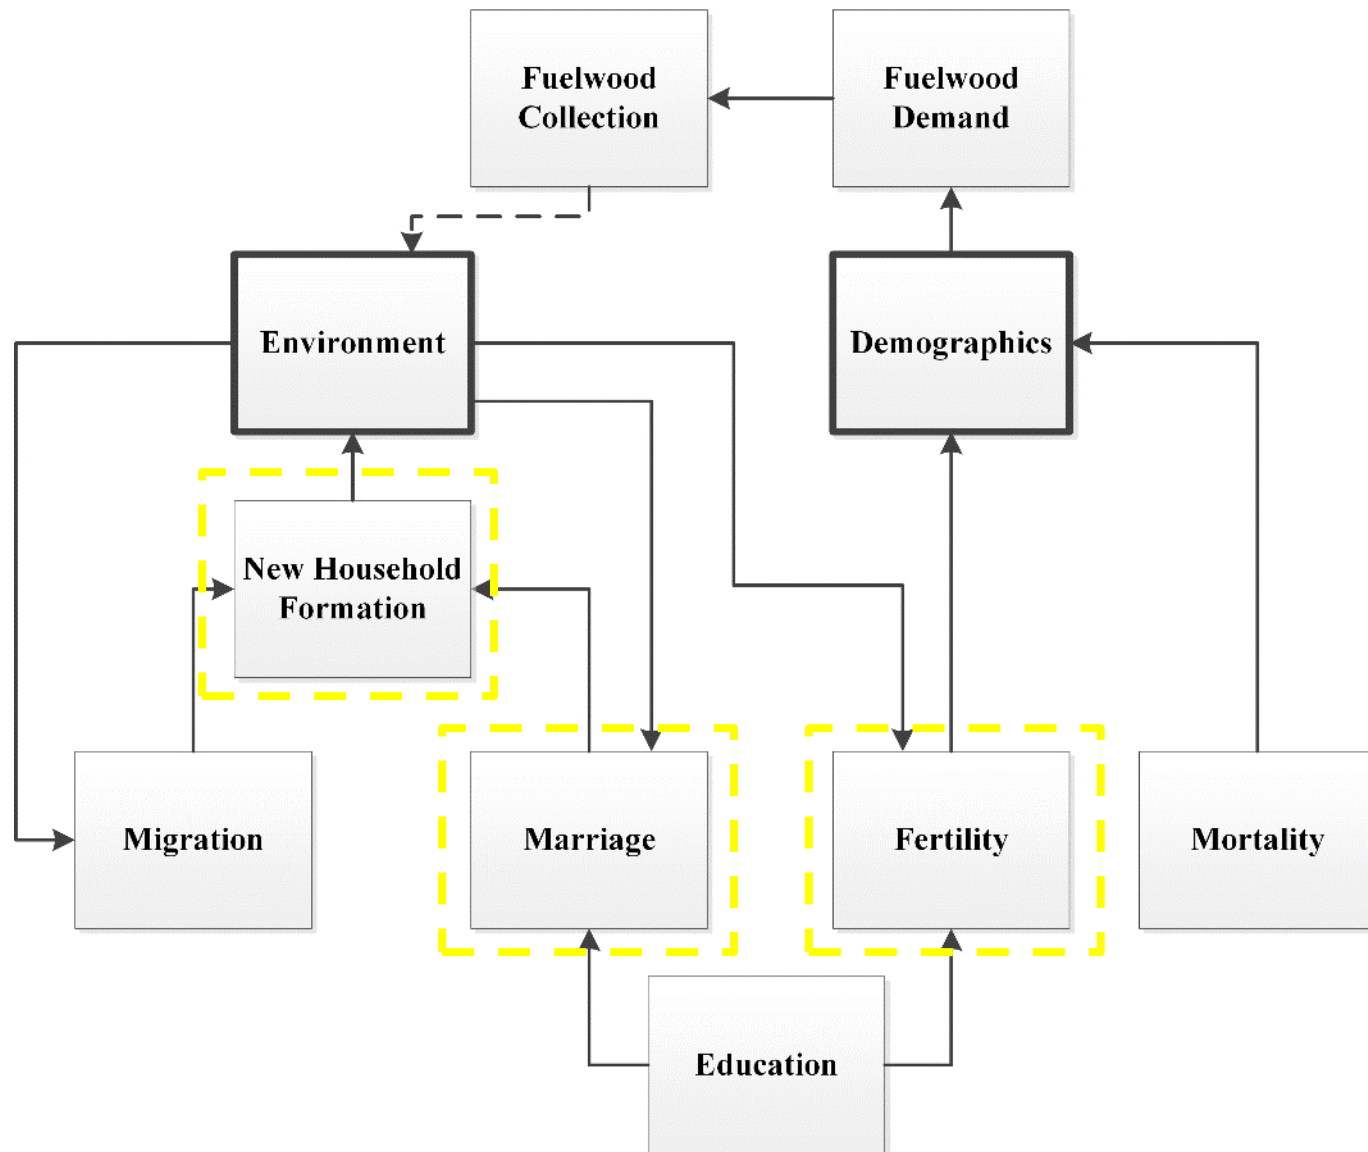 Fuelwood
Collection
Fuelwood
Demand
Environment
Demographics
New Household
Formation
Migration
Marriage
Fertility
Mortality
Education